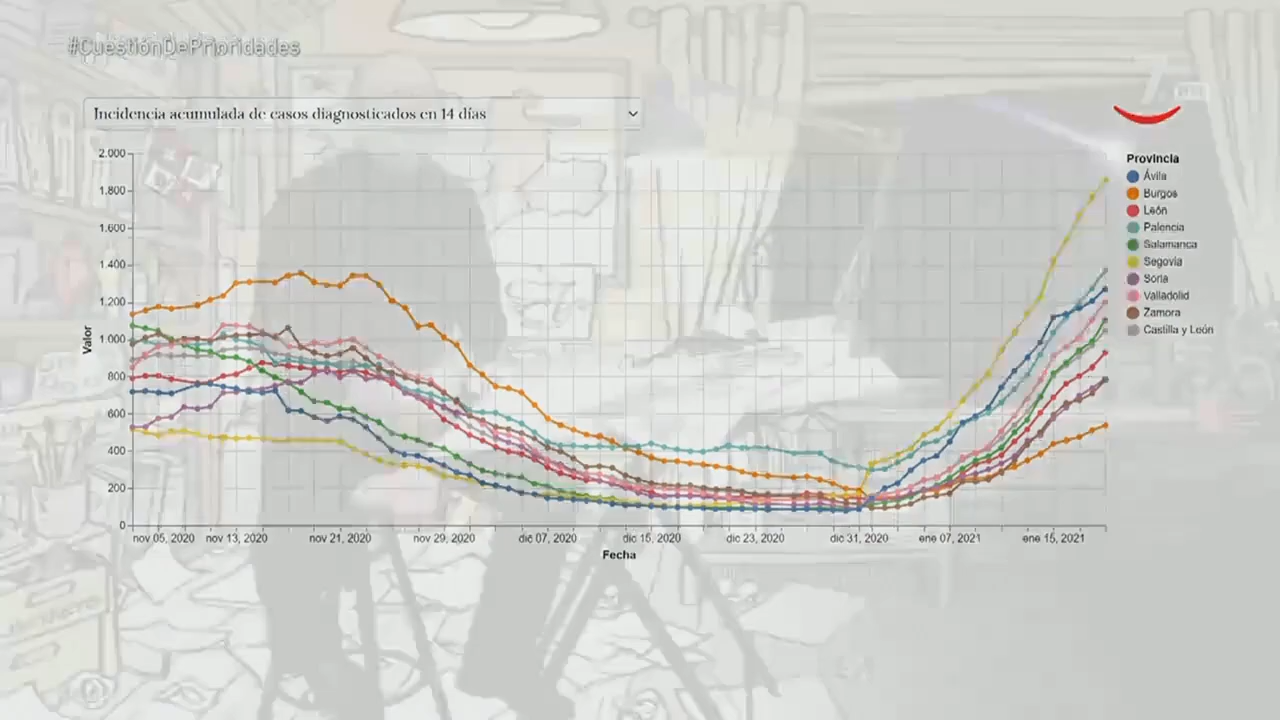 #CuestiónDePrioridades
7
Incidencia acumulada de casos diagnosticados en 14 días
2.000
1.800
1.600
1.400
1.200
1.000
800
600
400
200
0
Valor
nov 05, 2020 nov 13, 2020 nov 21, 2020 nov 29, 2020 dic 07, 2020 dic 15, 2020 dic 23, 2020 dic 31, 2020 ene 07, 2021 ene 15, 2021
Fecha
Provincia
Ávila
Burgos
León
Palencia
Salamanca
Segovia
Soria
Valladolid
Zamora
Castilla y León